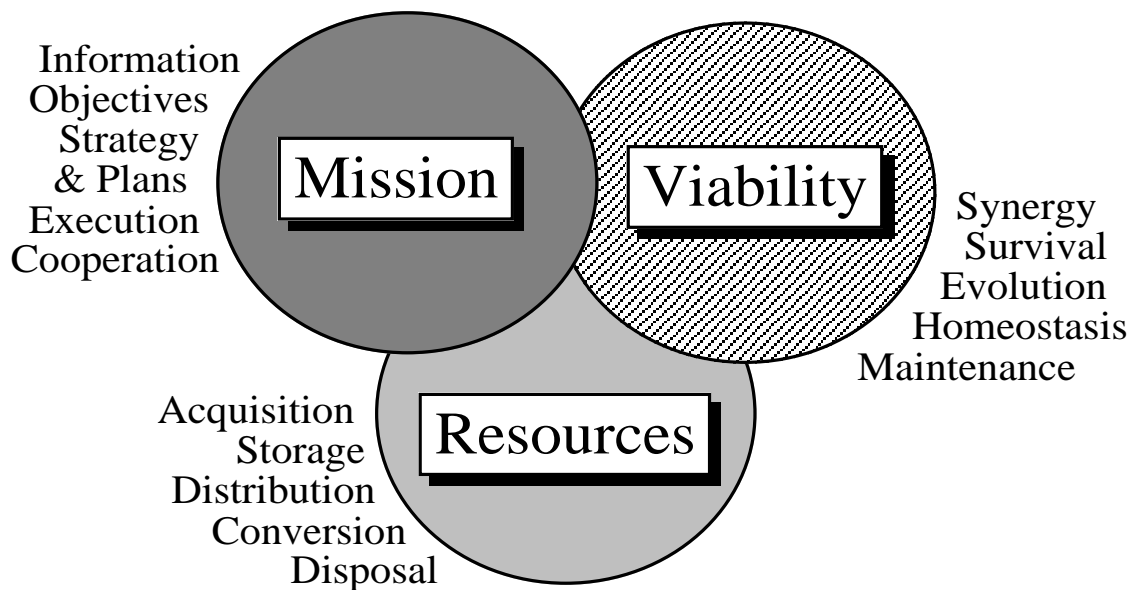 Information
Objectives
Strategy
& Plans
Execution
Cooperation
Mission
Viability
Synergy
Survival
Evolution
Homeostasis
Maintenance
Acquisition
Storage
Distribution
Conversion
Disposal
Resources